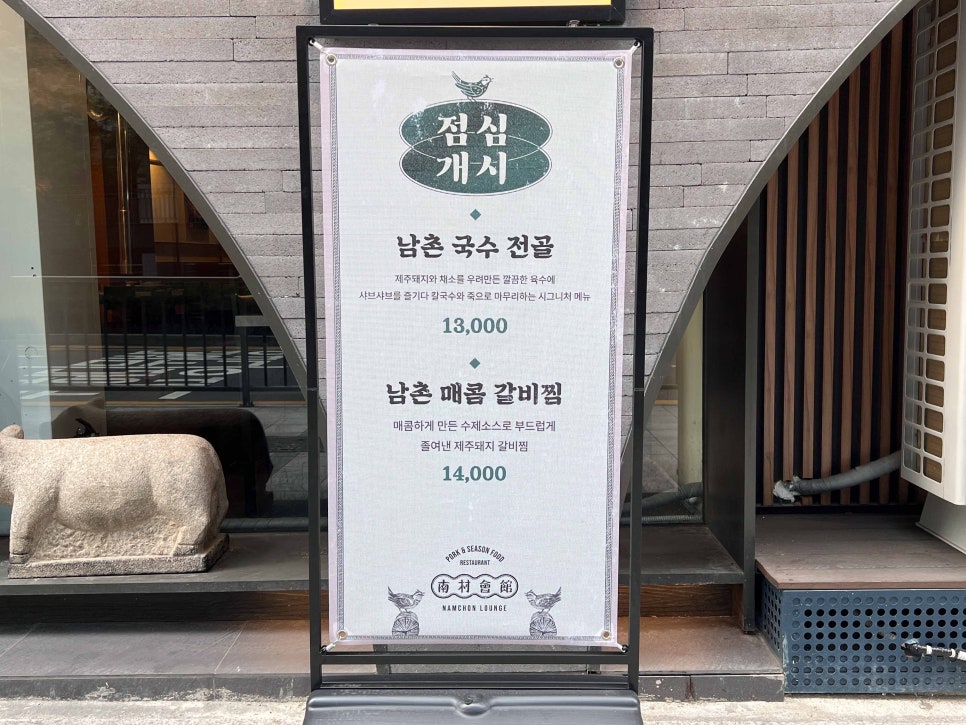 점심
개시
남촌 국수 전골
제주돼지와 채소를 우려만든 깔끔한 육수에
샤브샤브를 즐기다 칼국수와 죽으로 마무리하는 시그니처 메뉴
13,000
남촌 매콤 갈비찜
매콤하게 만든 수제소스로 부드럽게
졸여낸 제주돼지 갈비찜
14,000
PORK & SEASON FOOD
RESTAURANT
南村會館
NAMCHON LOUNGE